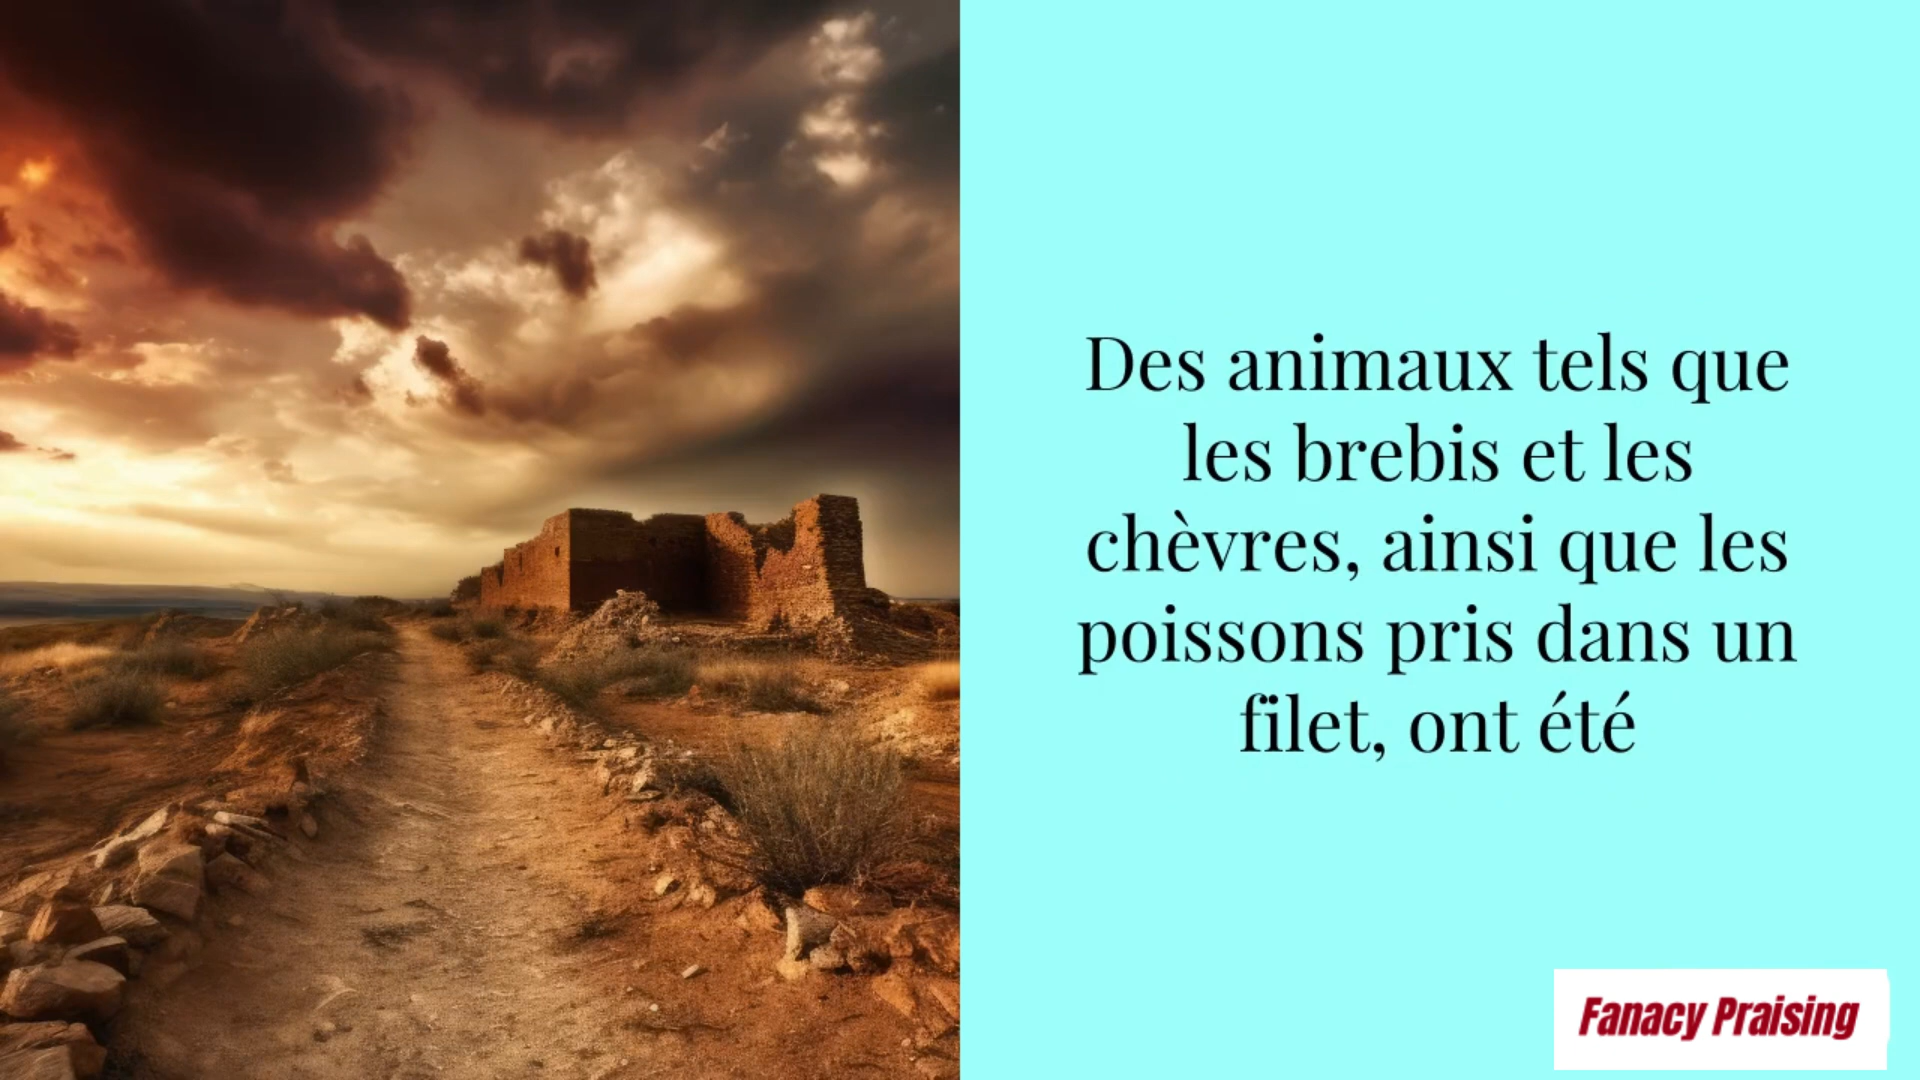 Des animaux tels que
les brebis et les
chèvres, ainsi que les
poissons pris dans un
filet, ont été
Fanacy Praising